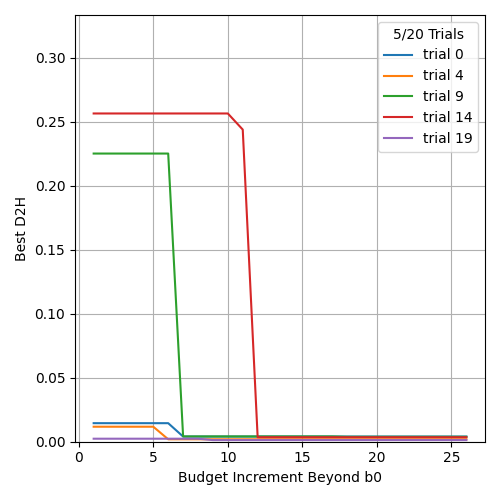 5/20 Trials
trial 0
trial 4
trial 9
trial 14
trial 19
Best D2H
0.30
0.25
0.20
0.15
0.10
0.05
0.00
0 5 10 15 20 25
Budget Increment Beyond b0